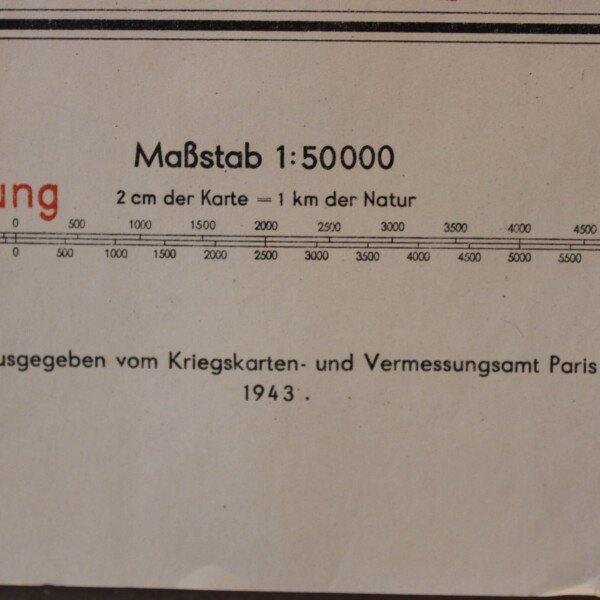 Maßstab 1:50000
ung
2 cm der Karte = 1 km der Natur
0 500 1000 1500 2000 2500 3000 3500 4000 4500
0 500 1000 1500 2000 2500 3000 3500 4000 4500 5000 5500
usgegeben vom Kriegskarten- und Vermessungsamt Paris
1943.